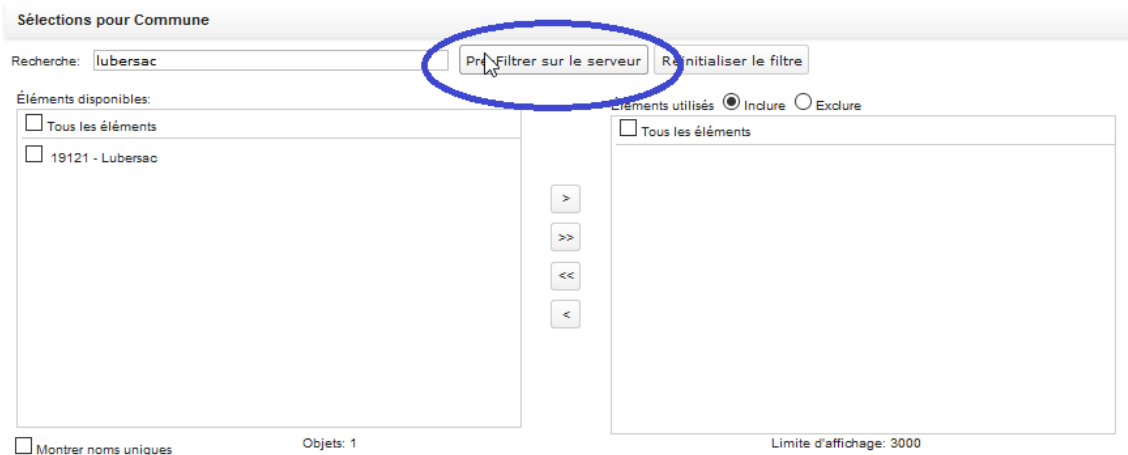 Sélections pour Commune
Recherche: lubersac Pré-Filtrer sur le serveur Réinitialiser le filtre
Éléments disponibles:
Éléments utilisés Inclure Exclure
Tous les éléments
Tous les éléments
19121 - Lubersac
>
>>
<<
<
Montrer noms uniques Objets: 1 Limite d'affichage: 3000